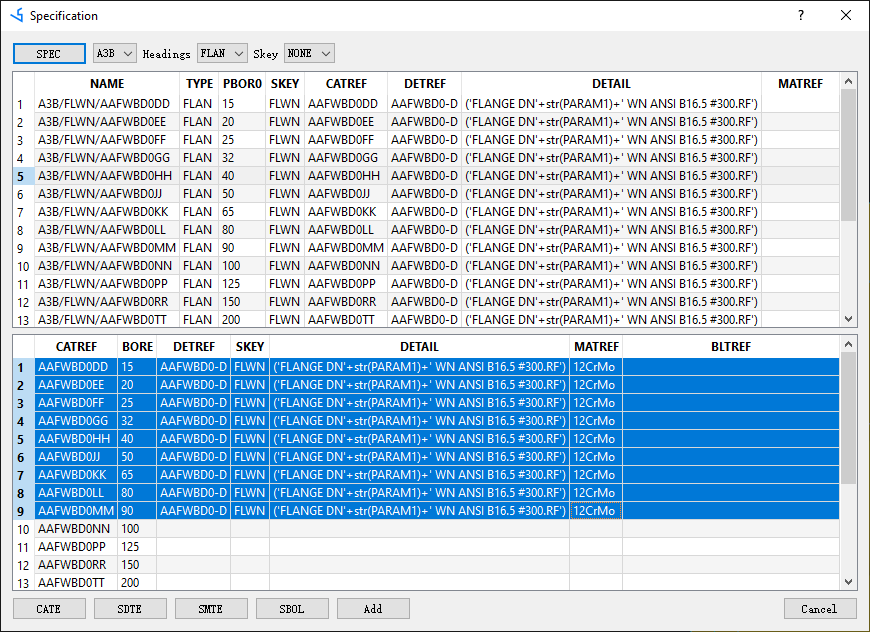 Specification
SPEC A3B Headings FLAN Skey NONE
NAME TYPE PBOR0 SKEY CATREF DETREF DETAIL MATREF
1 A3B/FLWN/AAFWBD0DD FLAN 15 FLWN AAFWBD0DD AAFWBD0-D ('FLANGE DN'+str(PARAM1)+' WN ANSI B16.5 #300.RF')
2 A3B/FLWN/AAFWBD0EE FLAN 20 FLWN AAFWBD0EE AAFWBD0-D ('FLANGE DN'+str(PARAM1)+' WN ANSI B16.5 #300.RF')
3 A3B/FLWN/AAFWBD0FF FLAN 25 FLWN AAFWBD0FF AAFWBD0-D ('FLANGE DN'+str(PARAM1)+' WN ANSI B16.5 #300.RF')
4 A3B/FLWN/AAFWBD0GG FLAN 32 FLWN AAFWBD0GG AAFWBD0-D ('FLANGE DN'+str(PARAM1)+' WN ANSI B16.5 #300.RF')
5 A3B/FLWN/AAFWBD0HH FLAN 40 FLWN AAFWBD0HH AAFWBD0-D ('FLANGE DN'+str(PARAM1)+' WN ANSI B16.5 #300.RF')
6 A3B/FLWN/AAFWBD0JJ FLAN 50 FLWN AAFWBD0JJ AAFWBD0-D ('FLANGE DN'+str(PARAM1)+' WN ANSI B16.5 #300.RF')
7 A3B/FLWN/AAFWBD0KK FLAN 65 FLWN AAFWBD0KK AAFWBD0-D ('FLANGE DN'+str(PARAM1)+' WN ANSI B16.5 #300.RF')
8 A3B/FLWN/AAFWBD0LL FLAN 80 FLWN AAFWBD0LL AAFWBD0-D ('FLANGE DN'+str(PARAM1)+' WN ANSI B16.5 #300.RF')
9 A3B/FLWN/AAFWBD0MM FLAN 90 FLWN AAFWBD0MM AAFWBD0-D ('FLANGE DN'+str(PARAM1)+' WN ANSI B16.5 #300.RF')
10 A3B/FLWN/AAFWBD0NN FLAN 100 FLWN AAFWBD0NN AAFWBD0-D ('FLANGE DN'+str(PARAM1)+' WN ANSI B16.5 #300.RF')
11 A3B/FLWN/AAFWBD0PP FLAN 125 FLWN AAFWBD0PP AAFWBD0-D ('FLANGE DN'+str(PARAM1)+' WN ANSI B16.5 #300.RF')
12 A3B/FLWN/AAFWBD0RR FLAN 150 FLWN AAFWBD0RR AAFWBD0-D ('FLANGE DN'+str(PARAM1)+' WN ANSI B16.5 #300.RF')
13 A3B/FLWN/AAFWBD0TT FLAN 200 FLWN AAFWBD0TT AAFWBD0-D ('FLANGE DN'+str(PARAM1)+' WN ANSI B16.5 #300.RF')
CATREF BORE DETREF SKEY DETAIL MATREF BLTREF
1 AAFWBD0DD 15 AAFWBD0-D FLWN ('FLANGE DN'+str(PARAM1)+' WN ANSI B16.5 #300.RF') 12CrMo
2 AAFWBD0EE 20 AAFWBD0-D FLWN ('FLANGE DN'+str(PARAM1)+' WN ANSI B16.5 #300.RF') 12CrMo
3 AAFWBD0FF 25 AAFWBD0-D FLWN ('FLANGE DN'+str(PARAM1)+' WN ANSI B16.5 #300.RF') 12CrMo
4 AAFWBD0GG 32 AAFWBD0-D FLWN ('FLANGE DN'+str(PARAM1)+' WN ANSI B16.5 #300.RF') 12CrMo
5 AAFWBD0HH 40 AAFWBD0-D FLWN ('FLANGE DN'+str(PARAM1)+' WN ANSI B16.5 #300.RF') 12CrMo
6 AAFWBD0JJ 50 AAFWBD0-D FLWN ('FLANGE DN'+str(PARAM1)+' WN ANSI B16.5 #300.RF') 12CrMo
7 AAFWBD0KK 65 AAFWBD0-D FLWN ('FLANGE DN'+str(PARAM1)+' WN ANSI B16.5 #300.RF') 12CrMo
8 AAFWBD0LL 80 AAFWBD0-D FLWN ('FLANGE DN'+str(PARAM1)+' WN ANSI B16.5 #300.RF') 12CrMo
9 AAFWBD0MM 90 AAFWBD0-D FLWN ('FLANGE DN'+str(PARAM1)+' WN ANSI B16.5 #300.RF') 12CrMo
10 AAFWBD0NN 100
11 AAFWBD0PP 125
12 AAFWBD0RR 150
13 AAFWBD0TT 200
CATE SDTE SMTE SBOL Add Cancel